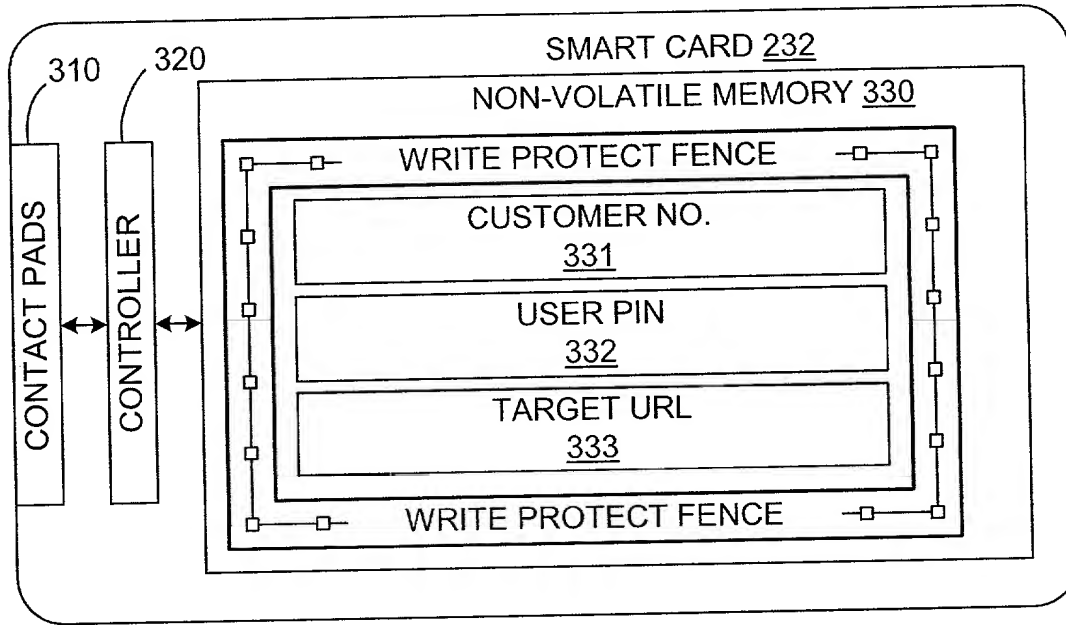 SMART CARD 232
310
320
NON-VOLATILE MEMORY 330
WRITE PROTECT FENCE
CONTACT PADS
CONTROLLER
CUSTOMER NO.
331
USER PIN
332
TARGET URL
333
WRITE PROTECT FENCE